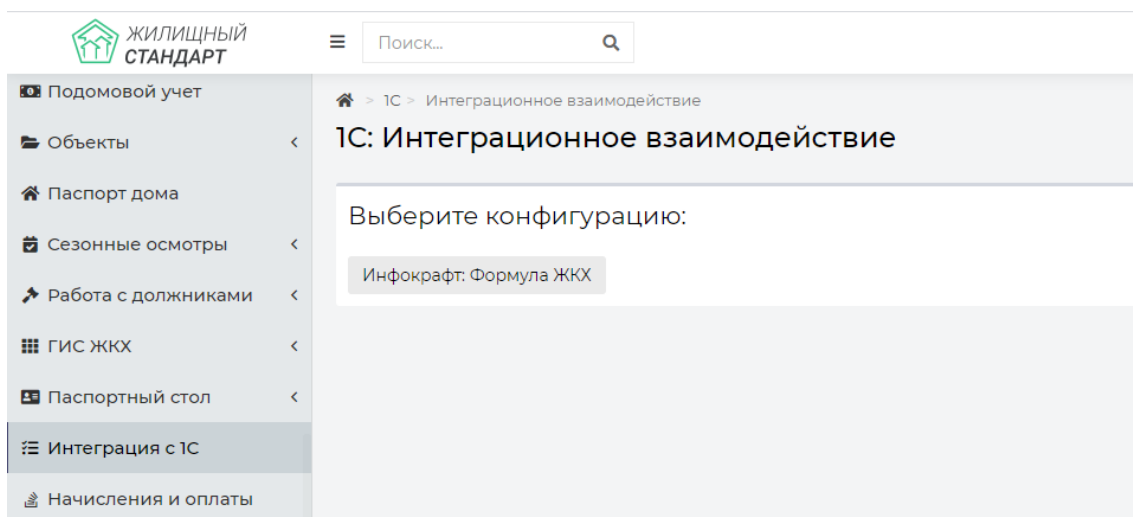 ЖИЛИЩНЫЙ
СТАНДАРТ
Поиск...
Подомовой учет
Объекты
Паспорт дома
Сезонные осмотры
Работа с должниками
ГИС ЖКХ
Паспортный стол
Интеграция с 1С
Начисления и оплаты
> 1С > Интеграционное взаимодействие
1С: Интеграционное взаимодействие
Выберите конфигурацию:
Инфокрафт: Формула ЖКХ